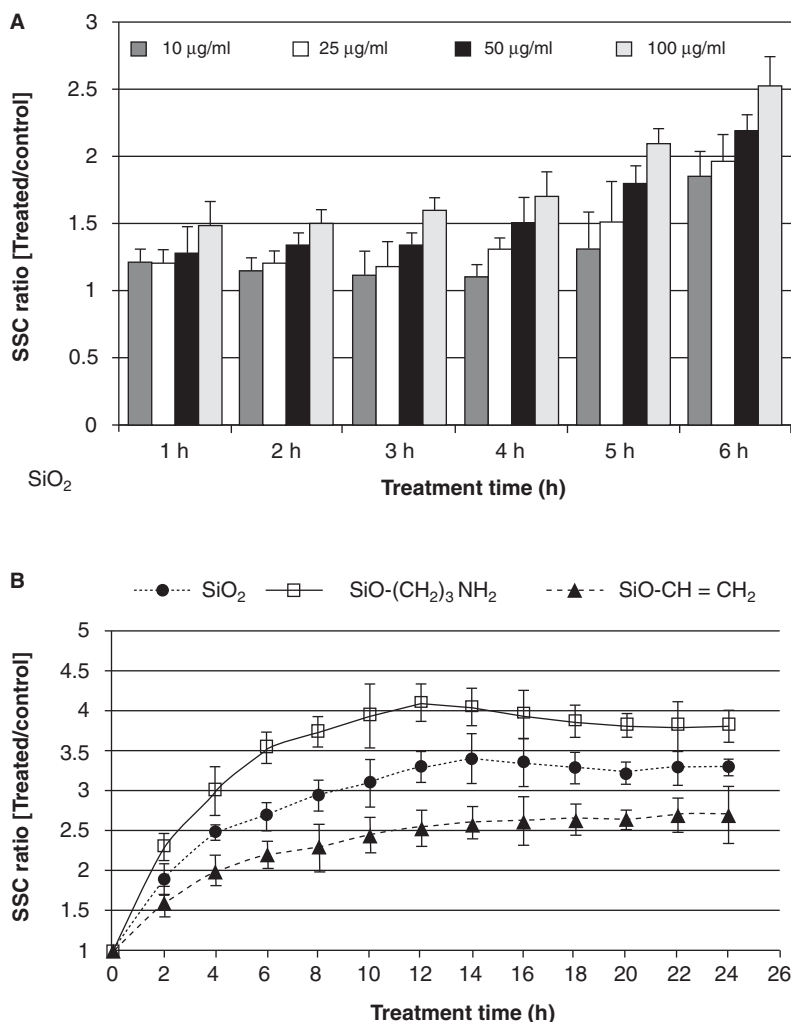 A
3
10 μg/ml 25 μg/ml 50 μg/ml 100 μg/ml
2.5
2
1.5
1
0.5
0
SSC ratio [Treated/control]
1 h 2 h 3 h 4 h 5 h 6 h
SiO2
Treatment time (h)
B
SiO2 SiO-(CH2)3 NH2 SiO-CH = CH2
5
4.5
4
3.5
3
2.5
2
1.5
1
SSC ratio [Treated/control]
0 2 4 6 8 10 12 14 16 18 20 22 24 26
Treatment time (h)